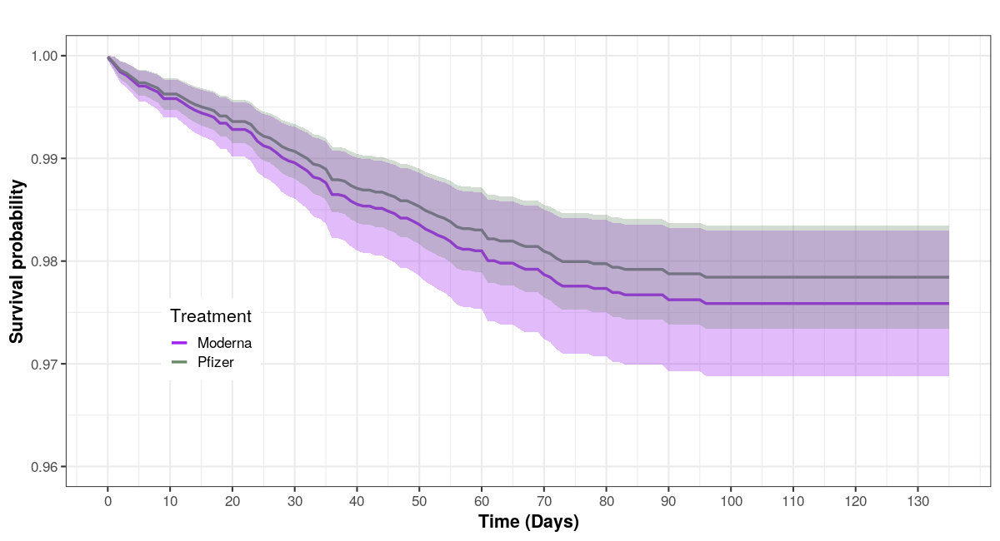 1.00
0.99
0.98
0.97
0.96
Survival probability
Treatment
Moderna
Pfizer
0 10 20 30 40 50 60 70 80 90 100 110 120 130
Time (Days)